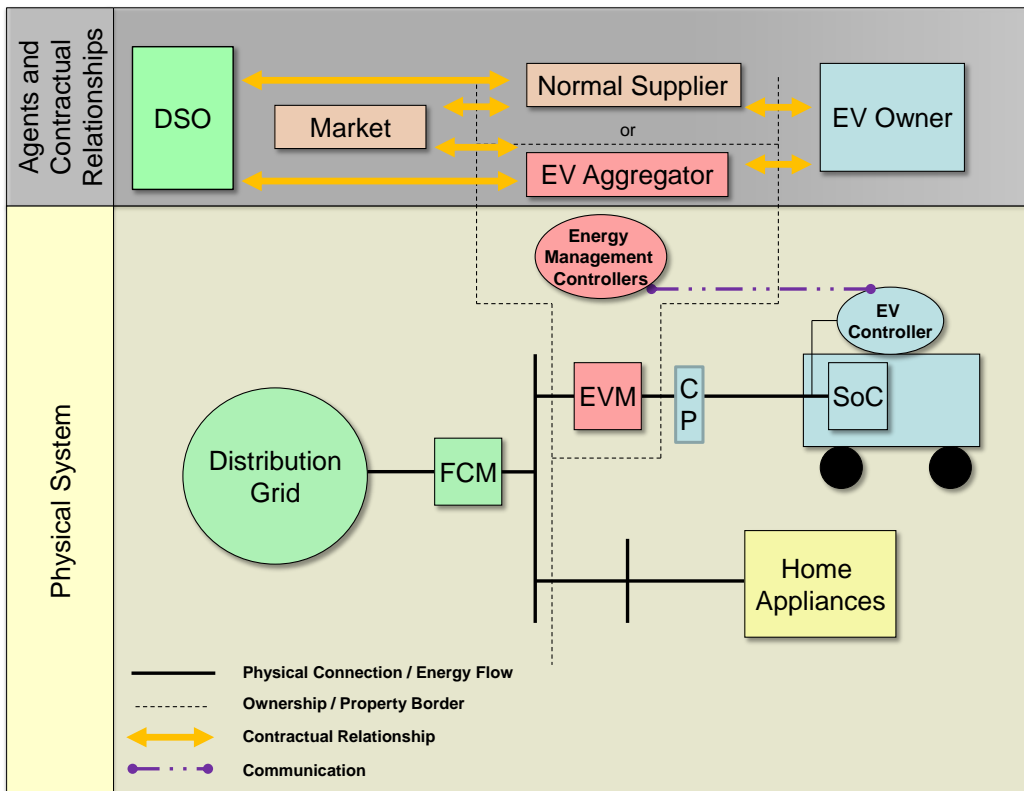 Agents and
Contractual
Relationships
DSO
Market
Normal Supplier
or
EV Aggregator
EV Owner
Physical System
Energy
Management
Controllers
EV
Controller
Distribution
Grid
FCM
EVM
C
P
SoC
Home
Appliances
Physical Connection / Energy Flow
Ownership / Property Border
Contractual Relationship
Communication